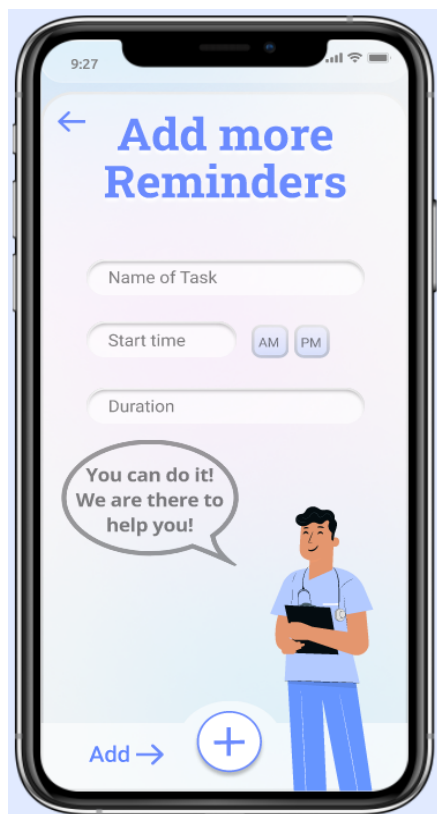 9:27
Add more
Reminders
Name of Task
Start time
AM PM
Duration
You can do it!
We are there to
help you!
Add →